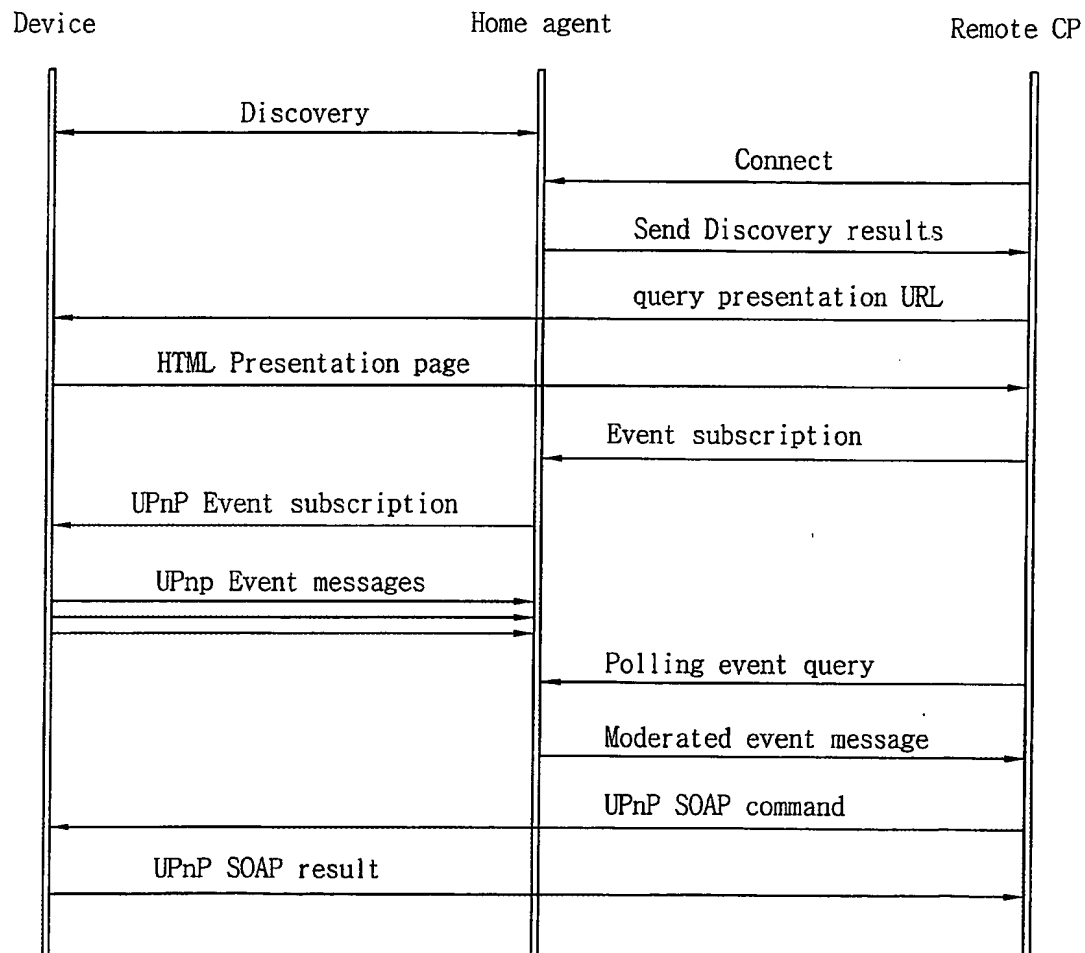 Device
Home agent
Remote CP
Discovery
Connect
Send Discovery results
query presentation URL
HTML Presentation page
Event subscription
UPnP Event subscription
UPnp Event messages
Polling event query
Moderated event message
UPnP SOAP command
UPnP SOAP result